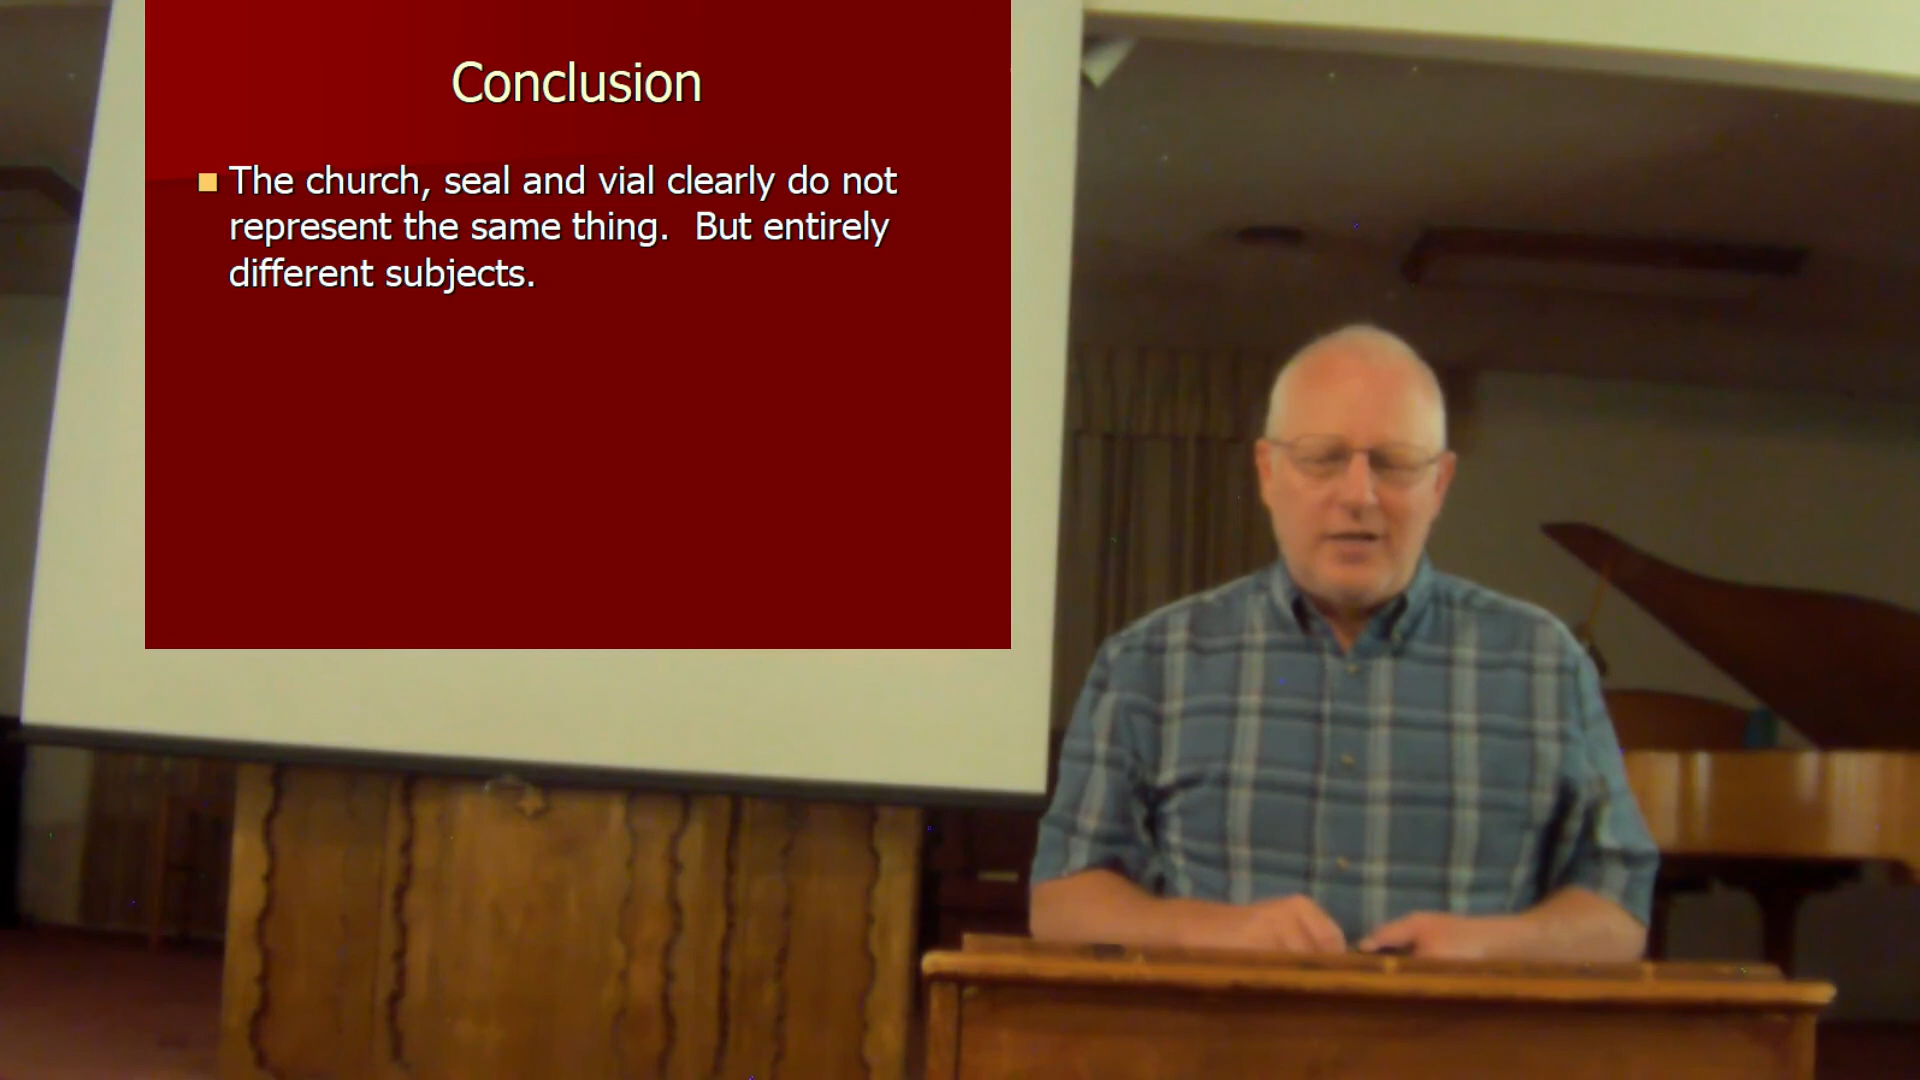 Conclusion
The church, seal and vial clearly do not
represent the same thing.  But entirely
different subjects.